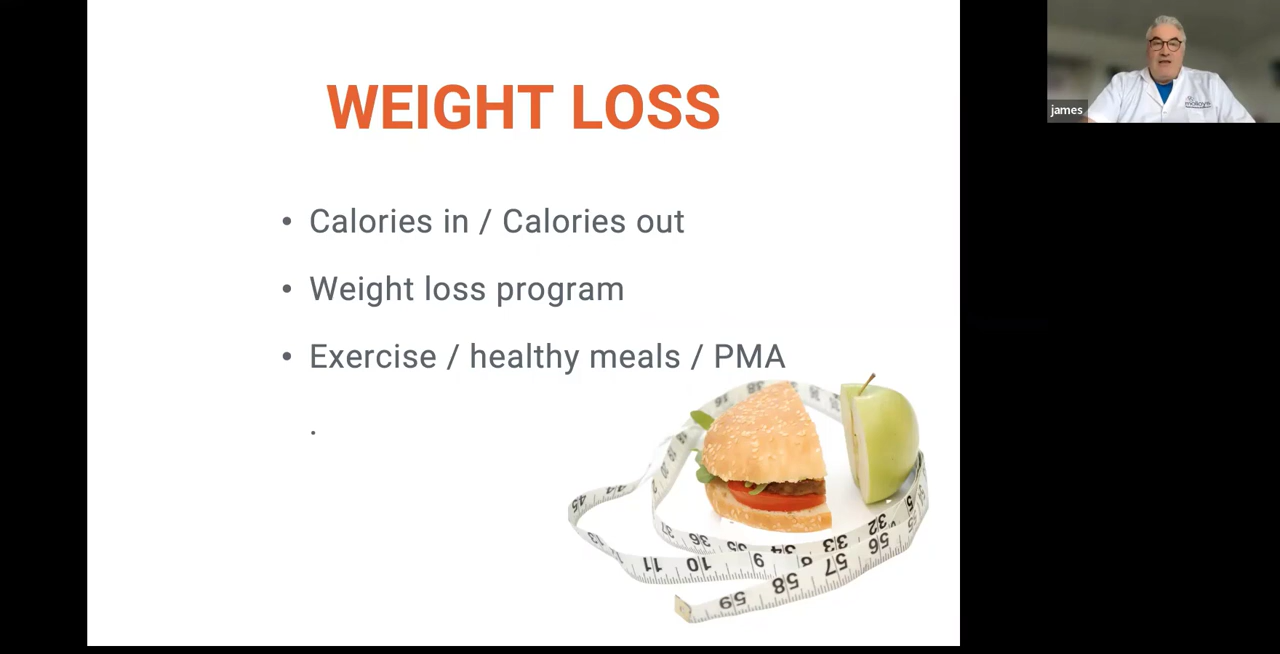 WEIGHT LOSS
• Calories in / Calories out
• Weight loss program
• Exercise / healthy meals / PMA
.
james